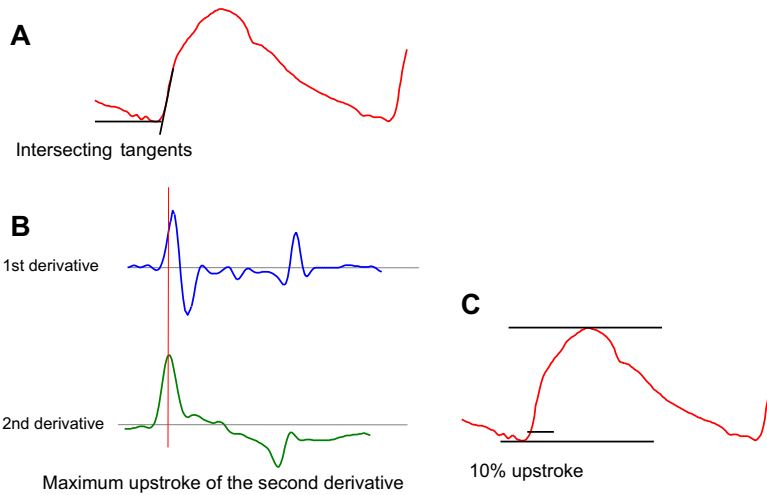 A
Intersecting tangents
B
1st derivative
2nd derivative
Maximum upstroke of the second derivative
C
10% upstroke